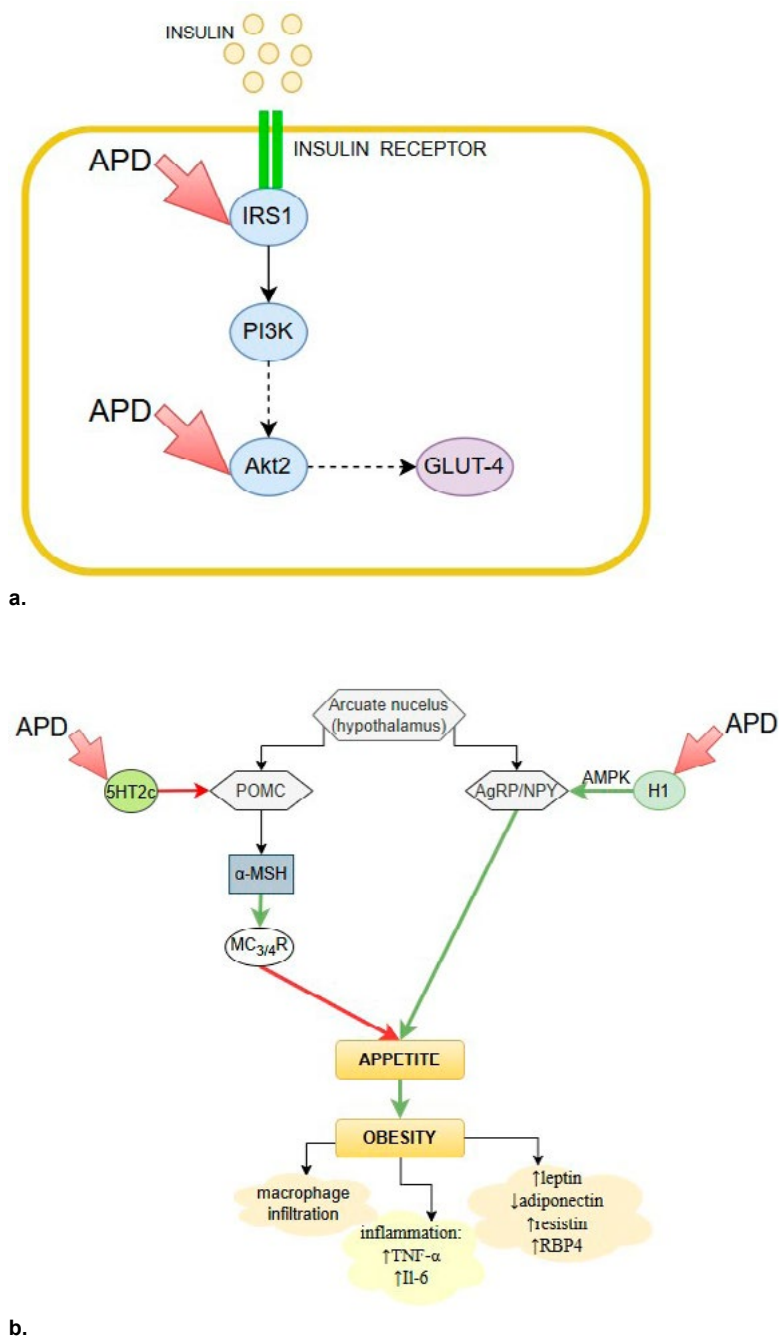 INSULIN
INSULIN RECEPTOR
APD
IRS1
PI3K
APD
Akt2
GLUT-4
a.
Arcuate nucelus
(hypothalamus)
APD
APD
5HT2c
POMC
AgRP/NPY
AMPK
H1
α-MSH
MC3/4R
APPETITE
OBESITY
macrophage
infiltration
inflammation:
↑TNF-α
↑Il-6
↑leptin
↓adiponectin
↑resistin
↑RBP4
b.